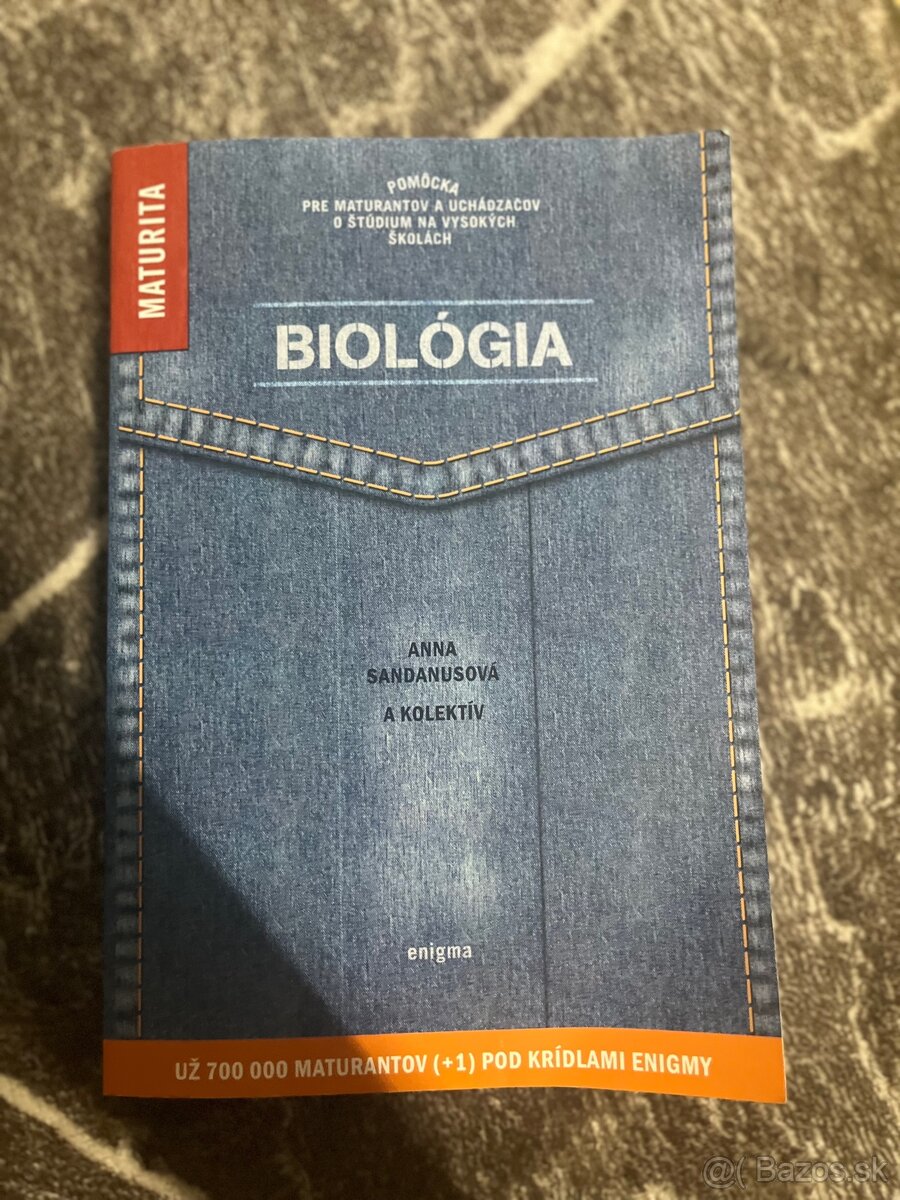 MATURITA
POMÔCKA
PRE MATURANTOV A UCHÁDZAČOV
O ŠTÚDIUM NA VYSOKÝCH
ŠKOLÁCH
BIOLÓGIA
ANNA
SANDANUSOVÁ
A KOLEKTÍV
enigma
UŽ 700 000 MATURANTOV (+1) POD KRÍDLAMI ENIGMY
@( Bazos.sk